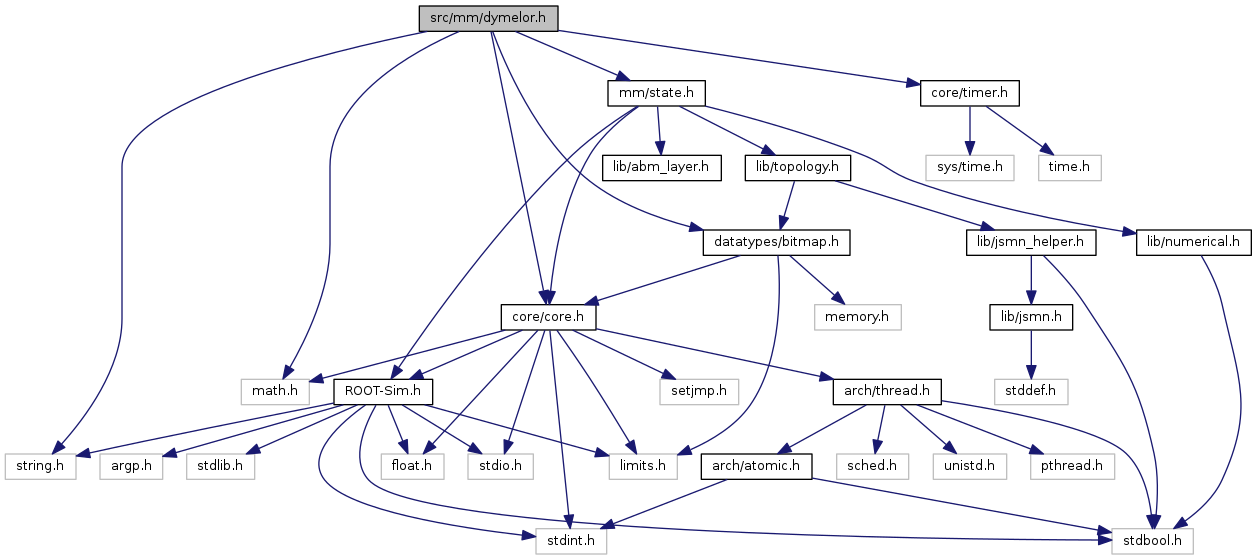 src/mm/dymelor.h
mm/state.h
core/timer.h
lib/abm_layer.h
lib/topology.h
sys/time.h
time.h
datatypes/bitmap.h
lib/jsmn_helper.h
lib/numerical.h
core/core.h
memory.h
lib/jsmn.h
math.h
ROOT-Sim.h
setjmp.h
arch/thread.h
stddef.h
string.h
argp.h
stdlib.h
float.h
stdio.h
limits.h
arch/atomic.h
sched.h
unistd.h
pthread.h
stdint.h
stdbool.h